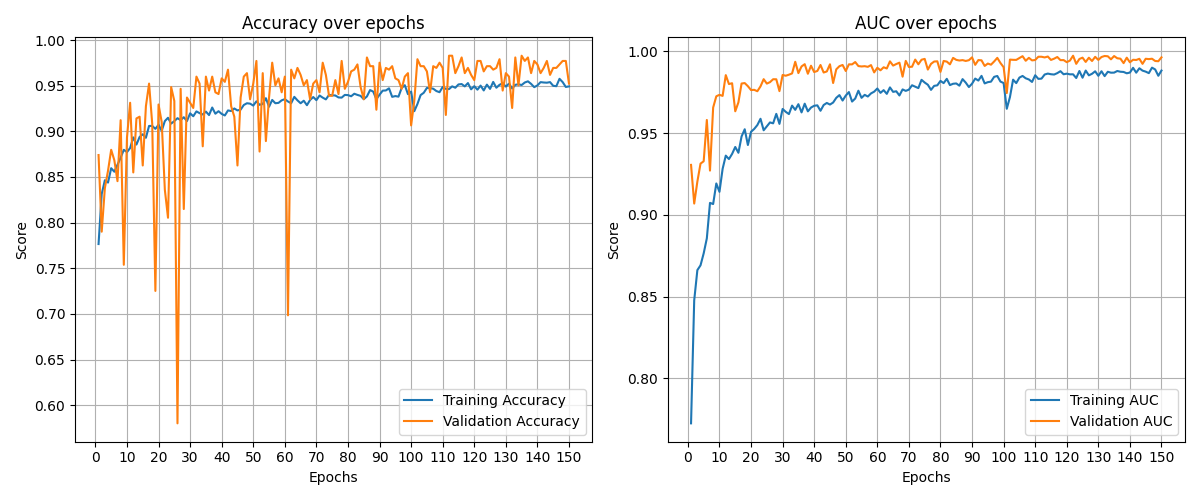 Accuracy over epochs
1.00
0.95
0.90
0.85
0.80
0.75
0.70
0.65
0.60
Score
Training Accuracy
Validation Accuracy
0 10 20 30 40 50 60 70 80 90 100 110 120 130 140 150
Epochs
AUC over epochs
1.00
0.95
0.90
0.85
0.80
Score
Training AUC
Validation AUC
0 10 20 30 40 50 60 70 80 90 100 110 120 130 140 150
Epochs